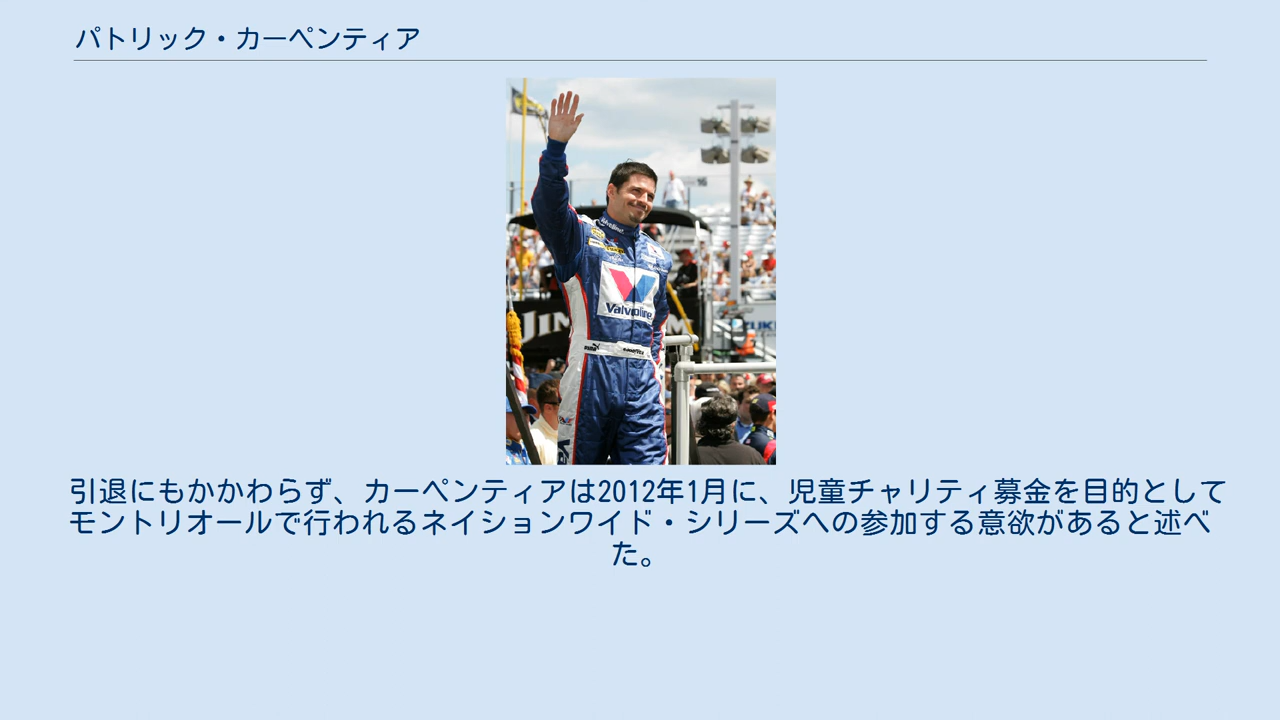 パトリック・カーペンティア
Valvoline
Valvoline
JIM
M
引退にもかかわらず、カーペンティアは2012年1月に、児童チャリティ募金を目的として
モントリオールで行われるネイションワイド・シリーズへの参加する意欲があると述べ
た。